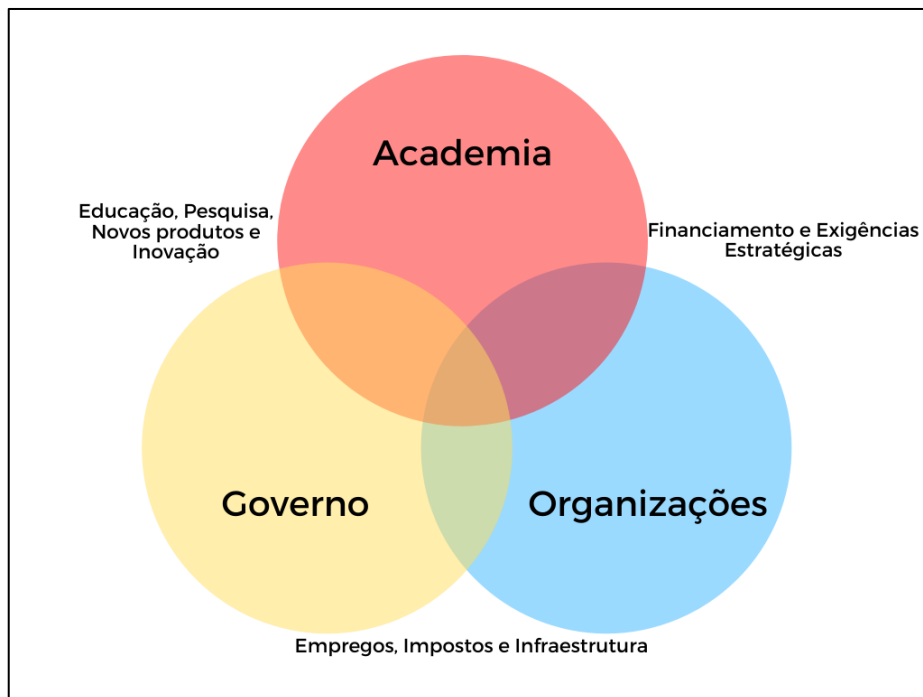 Academia
Educação, Pesquisa,
Novos produtos e
Inovação
Financiamento e Exigências
Estratégicas
Governo
Organizações
Empregos, Impostos e Infraestrutura